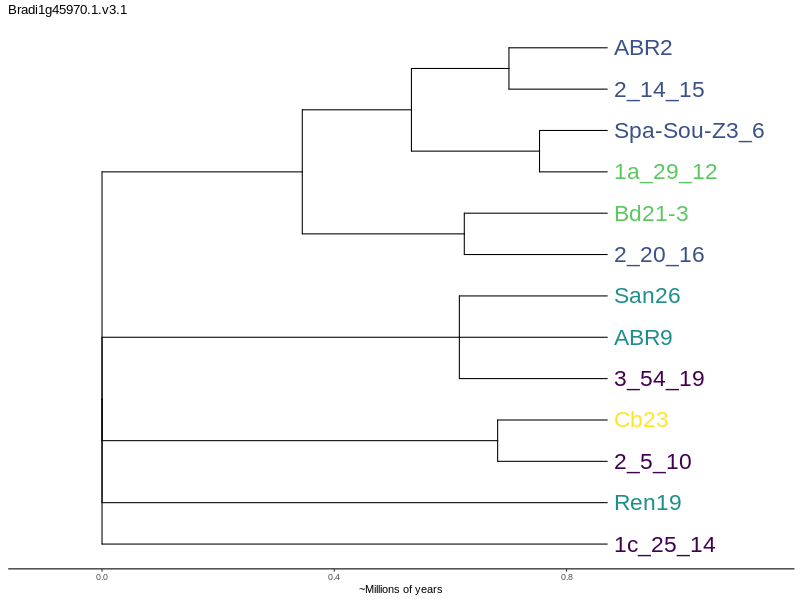 Bradi1g45970.1.v3.1
ABR2
2_14_15
Spa-Sou-Z3_6
1a_29_12
Bd21-3
2_20_16
San26
ABR9
3_54_19
Cb23
2_5_10
Ren19
1c_25_14
0.0 0.4 0.8
~Millions of years